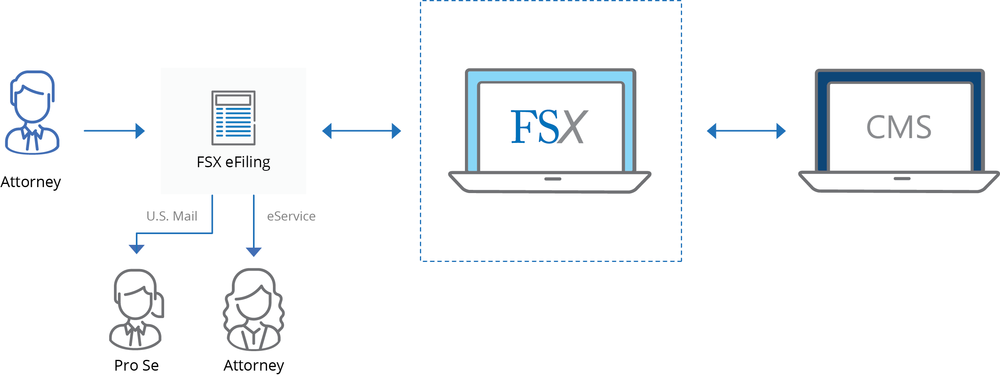 FSX
CMS
FSX eFiling
Attorney
U.S. Mail
eService
Pro Se
Attorney